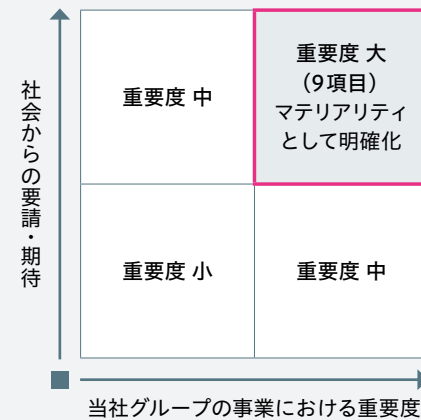 社会からの要請・期待
重要度 中
重要度 大
（9項目）
マテリアリティ
として明確化
重要度 小
重要度 中
当社グループの事業における重要度